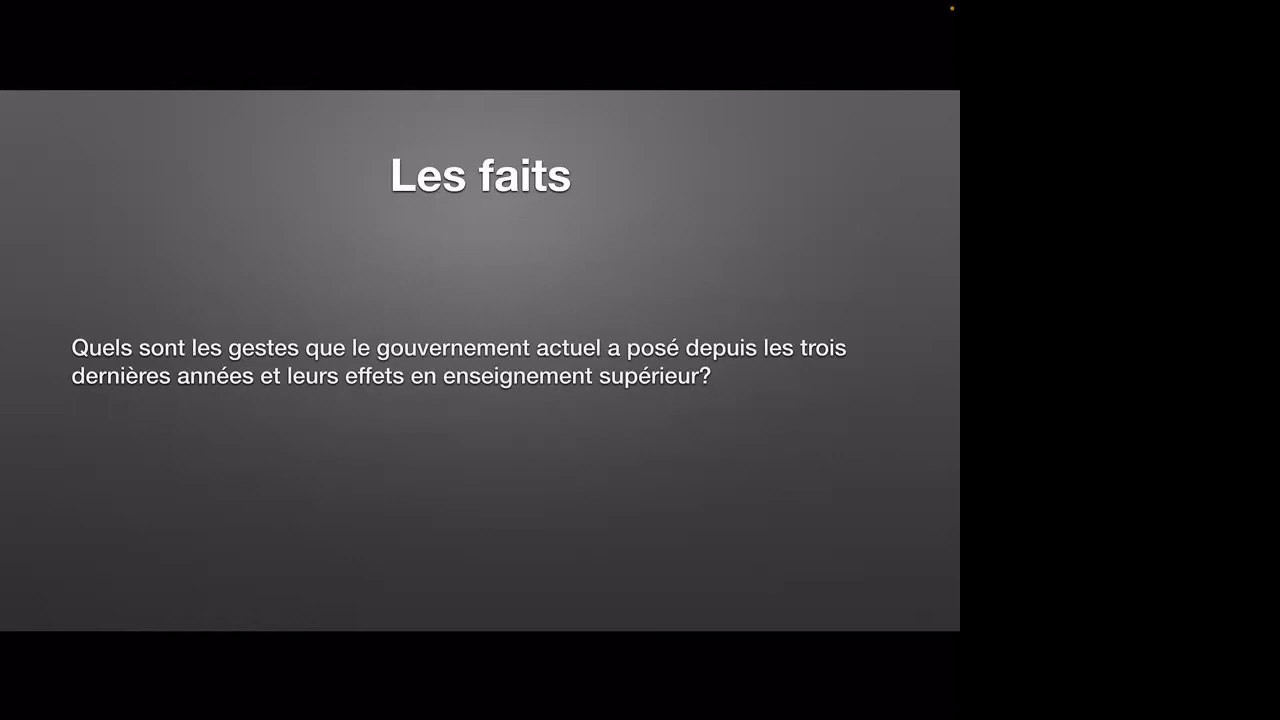 Les faits
Quels sont les gestes que le gouvernement actuel a posé depuis les trois
dernières années et leurs effets en enseignement supérieur?